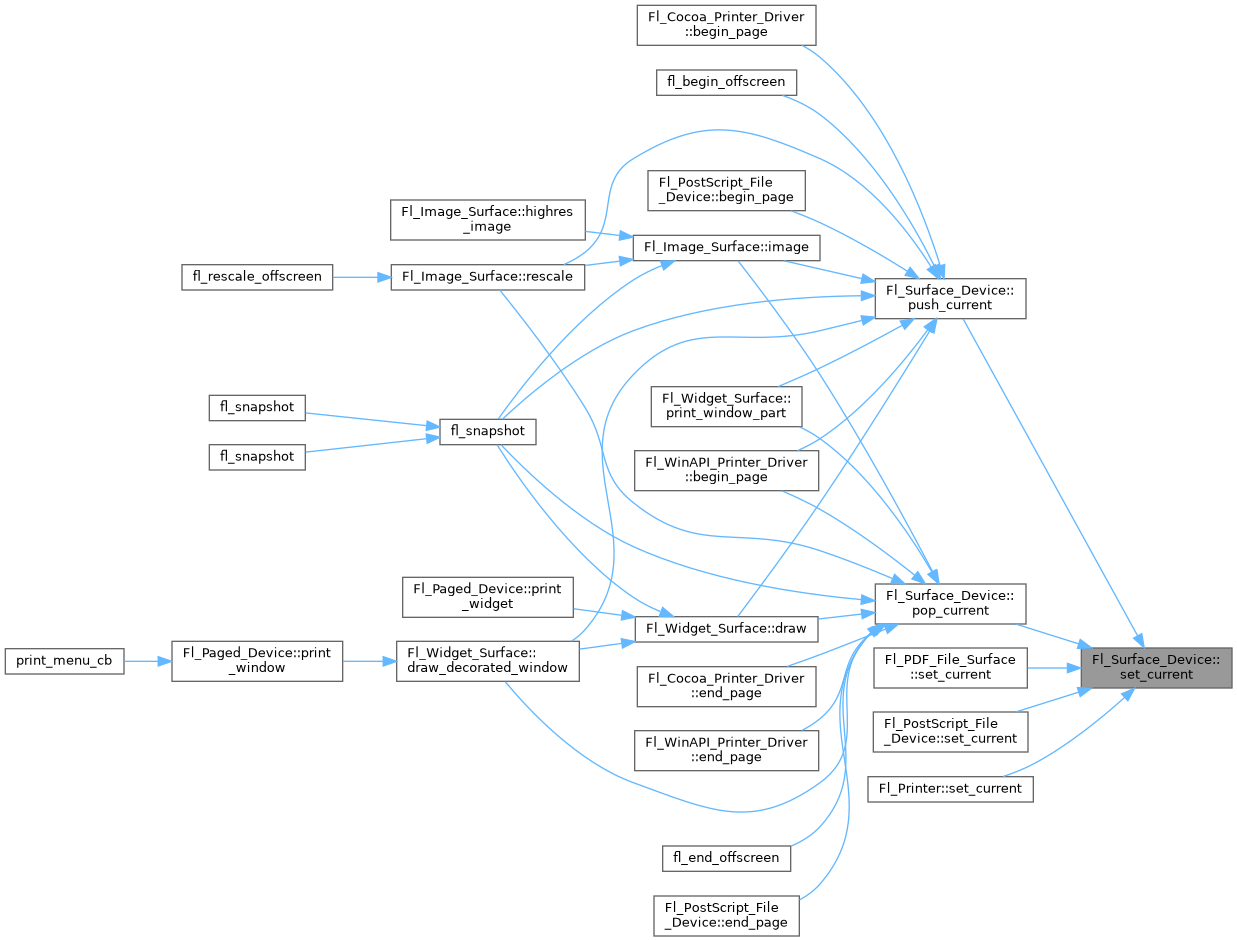 Fl_Cocoa_Printer_Driver
::begin_page
fl_begin_offscreen
Fl_PostScript_File
_Device::begin_page
Fl_Image_Surface::highres
_image
Fl_Image_Surface::image
fl_rescale_offscreen
Fl_Image_Surface::rescale
Fl_Surface_Device::
push_current
fl_snapshot
Fl_Widget_Surface::
print_window_part
fl_snapshot
fl_snapshot
Fl_WinAPI_Printer_Driver
::begin_page
Fl_Paged_Device::print
_widget
Fl_Surface_Device::
pop_current
Fl_Widget_Surface::draw
print_menu_cb
Fl_Paged_Device::print
_window
Fl_Widget_Surface::
draw_decorated_window
Fl_PDF_File_Surface
::set_current
Fl_Surface_Device::
set_current
Fl_Cocoa_Printer_Driver
::end_page
Fl_PostScript_File
_Device::set_current
Fl_WinAPI_Printer_Driver
::end_page
Fl_Printer::set_current
fl_end_offscreen
Fl_PostScript_File
_Device::end_page